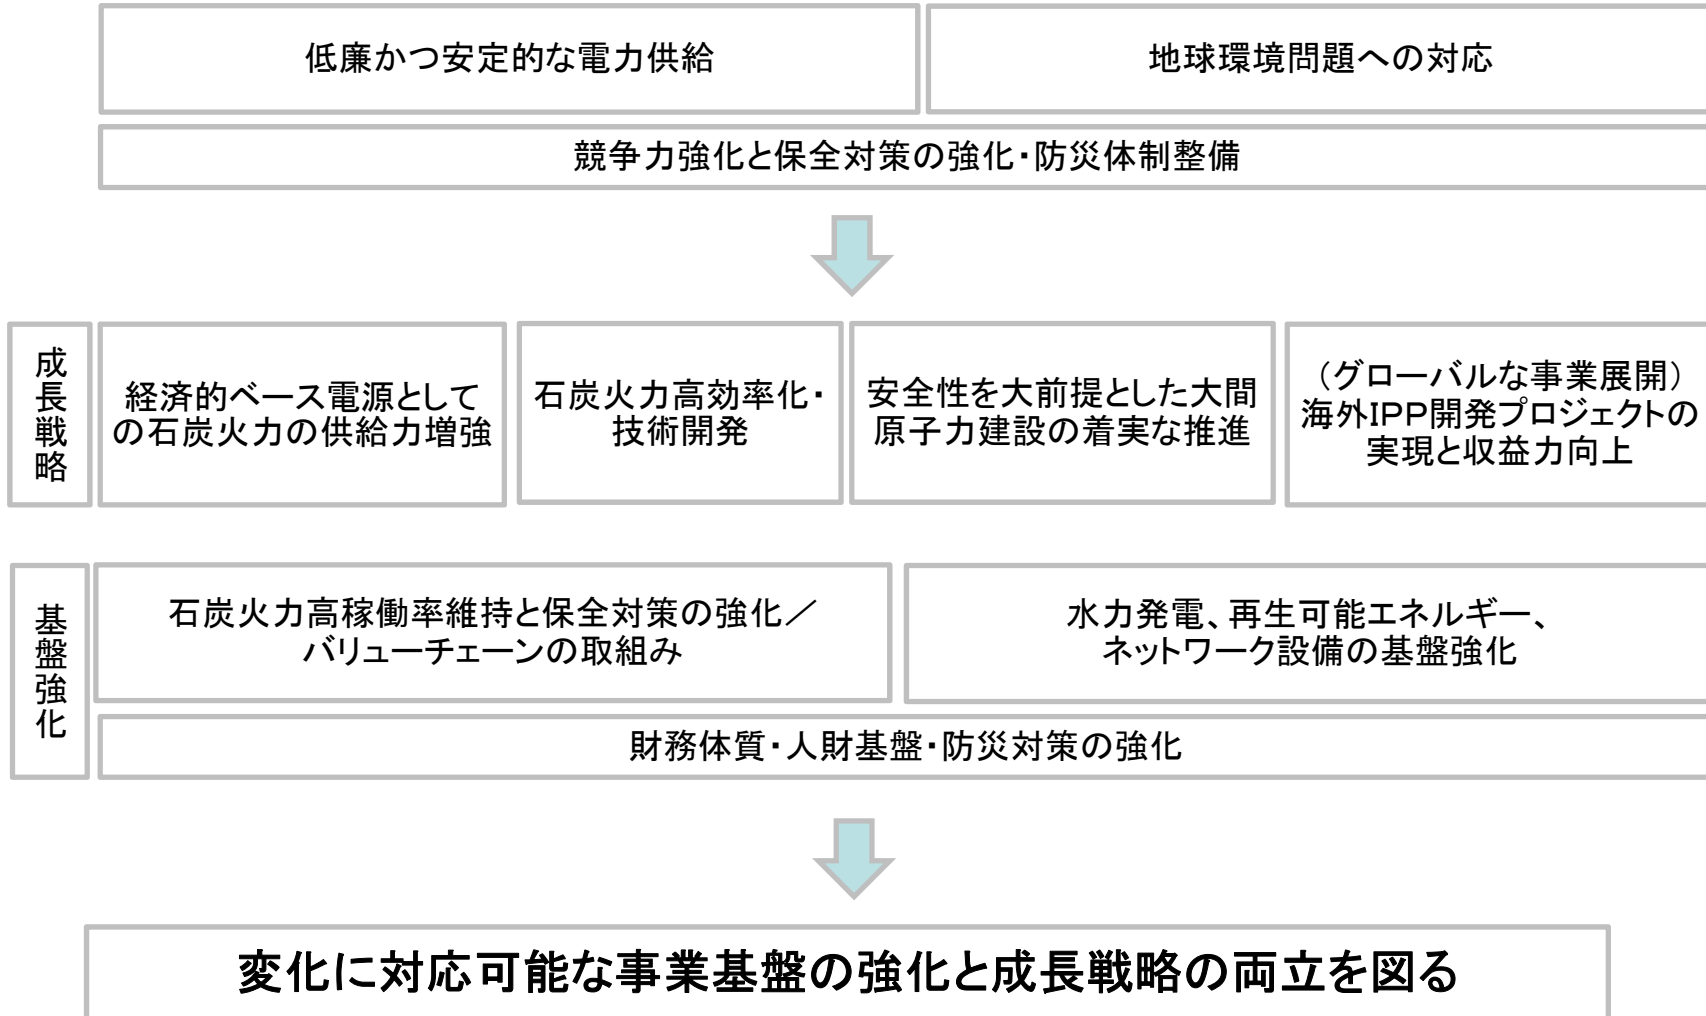 低廉かつ安定的な電力供給
地球環境問題への対応
競争力強化と保全対策の強化・防災体制整備
成長戦略
経済的ベース電源として
の石炭火力の供給力増強
石炭火力高効率化・
技術開発
安全性を大前提とした大間
原子力建設の着実な推進
（グローバルな事業展開）
海外IPP開発プロジェクトの
実現と収益力向上
基盤強化
石炭火力高稼働率維持と保全対策の強化／
バリューチェーンの取組み
水力発電、再生可能エネルギー、
ネットワーク設備の基盤強化
財務体質・人財基盤・防災対策の強化
変化に対応可能な事業基盤の強化と成長戦略の両立を図る